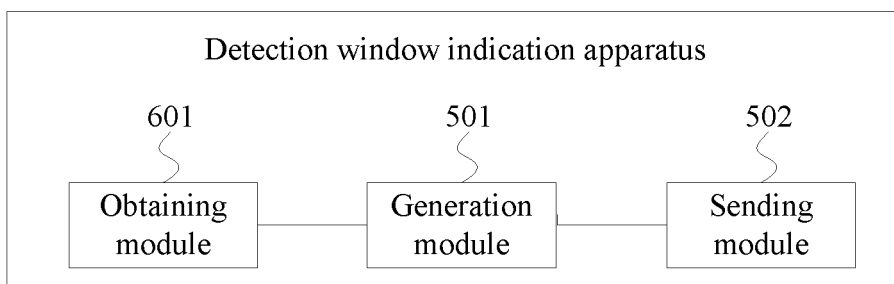 Detection window indication apparatus
601 501 502
Obtaining module Generation module Sending module